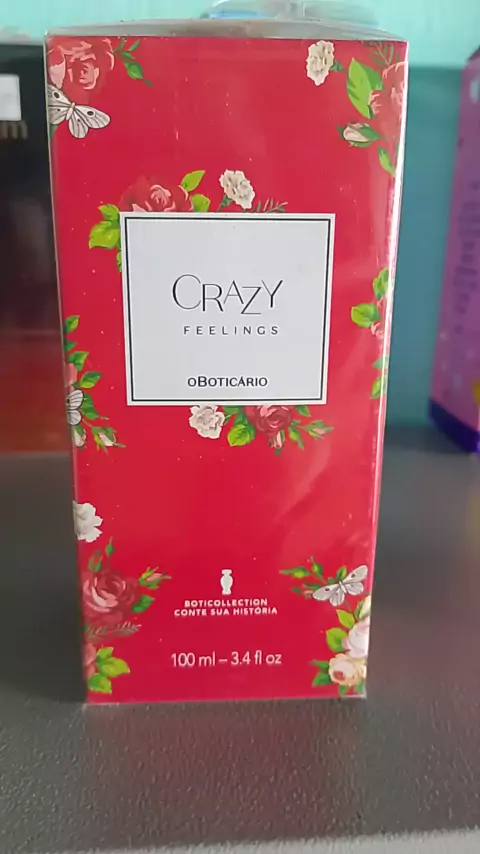 CRAZY
FEELINGS
OBOTICÁRIO
BOTICOLLECTION
CONTE SUA HISTÓRIA
100 ml – 3.4 fl oz